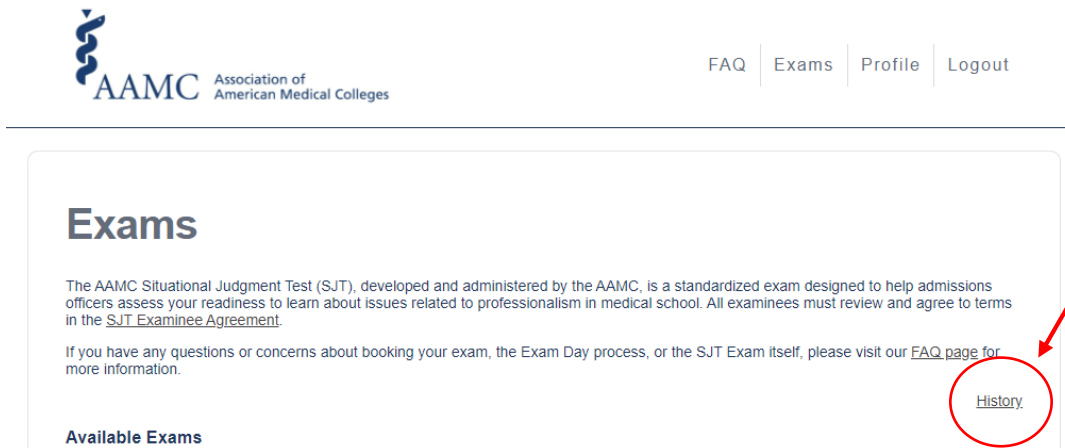 AAMC Association of
American Medical Colleges
FAQ Exams Profile Logout
Exams
The AAMC Situational Judgment Test (SJT), developed and administered by the AAMC, is a standardized exam designed to help admissions
officers assess your readiness to learn about issues related to professionalism in medical school. All examinees must review and agree to terms
in the SJT Examinee Agreement.
If you have any questions or concerns about booking your exam, the Exam Day process, or the SJT Exam itself, please visit our FAQ page for
more information.
History
Available Exams